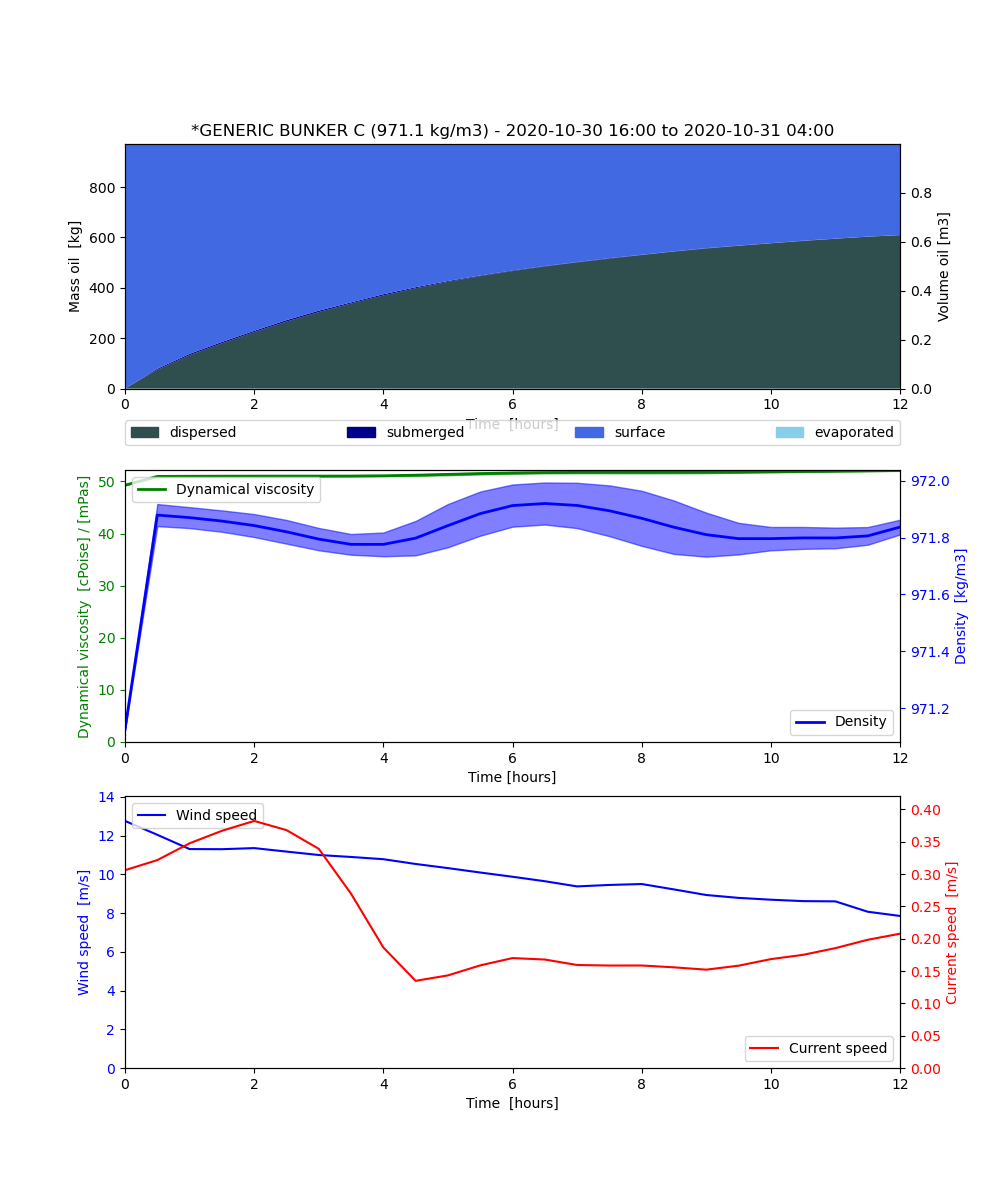 *GENERIC BUNKER C (971.1 kg/m3) - 2020-10-30 16:00 to 2020-10-31 04:00
Mass oil [kg]
800
600
400
200
0
0.8
0.6
0.4
0.2
0.0
Volume oil [m3]
0 2 4 6 8 10 12
Time [hours]
dispersed submerged surface evaporated
Dynamical viscosity [cPoise] / [mPas]
50
40
30
20
10
0
Dynamical viscosity
972.0
971.8
971.6
971.4
971.2
Density [kg/m3]
Density
0 2 4 6 8 10 12
Time [hours]
Wind speed [m/s]
14
12
10
8
6
4
2
0
Wind speed
0.40
0.35
0.30
0.25
0.20
0.15
0.10
0.05
0.00
Current speed [m/s]
Current speed
0 2 4 6 8 10 12
Time [hours]